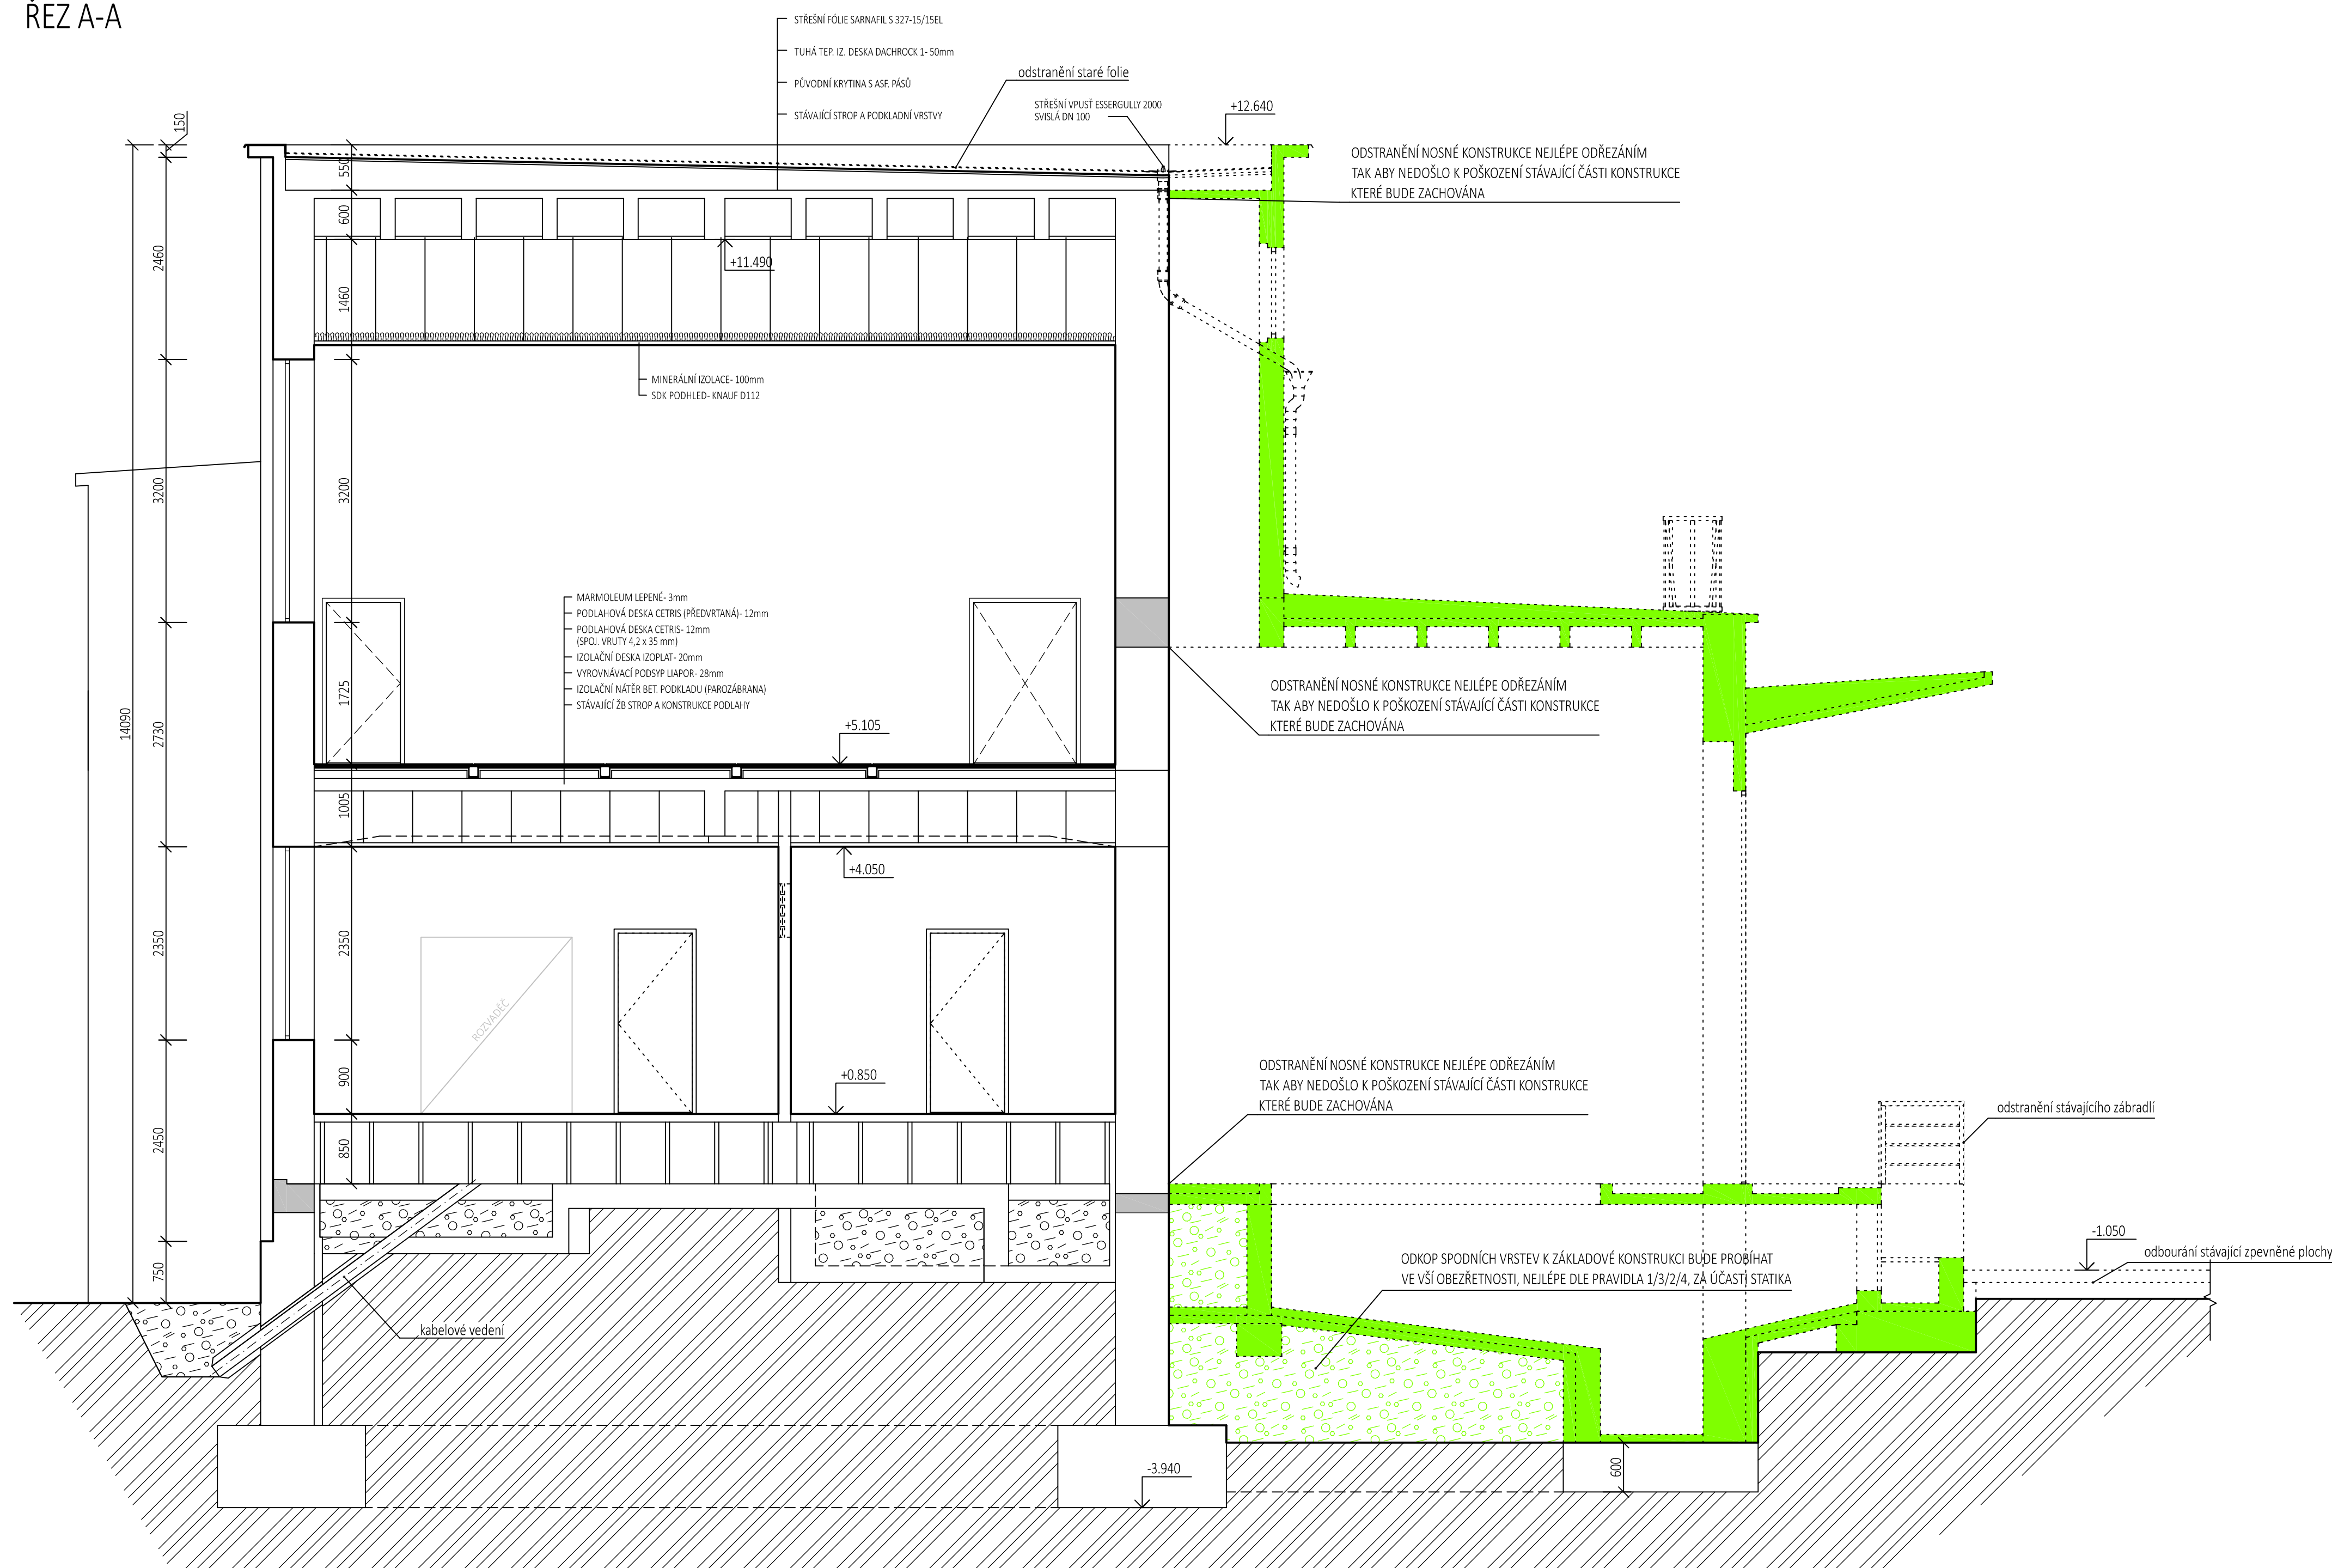 ŘEZ A-A
STŘEŠNÍ FÓLIE SARNAFIL S 327-15/15EL
TUHÁ TEP. IZ. DESKA DACHROCK 1- 50mm
PŮVODNÍ KRYTINA S ASF. PÁSŮ
STÁVAJÍCÍ STROP A PODKLADNÍ VRSTVY
odstranění staré folie
STŘEŠNÍ VPUSŤ ESSERGULLY 2000
SVISLÁ DN 100
+12.640
ODSTRANĚNÍ NOSNÉ KONSTRUKCE NEJLÉPE ODŘEZÁNÍM
TAK ABY NEDOŠLO K POŠKOZENÍ STÁVAJÍCÍ ČÁSTI KONSTRUKCE
KTERÉ BUDE ZACHOVÁNA
150
550
600
2460
+11.490
1460
MINERÁLNÍ IZOLACE- 100mm
SDK PODHLED- KNAUF D112
3200
3200
MARMOLEUM LEPENÉ- 3mm
PODLAHOVÁ DESKA CETRIS (PŘEDVRTANÁ)- 12mm
PODLAHOVÁ DESKA CETRIS- 12mm
(SPOJ. VRUTY 4,2 x 35 mm)
IZOLAČNÍ DESKA IZOPLAT- 20mm
VYROVNÁVACÍ PODSYP LIAPOR- 28mm
IZOLAČNÍ NÁTĚR BET. PODKLADU (PAROZÁBRANA)
STÁVAJÍCÍ ŽB STROP A KONSTRUKCE PODLAHY
ODSTRANĚNÍ NOSNÉ KONSTRUKCE NEJLÉPE ODŘEZÁNÍM
TAK ABY NEDOŠLO K POŠKOZENÍ STÁVAJÍCÍ ČÁSTI KONSTRUKCE
KTERÉ BUDE ZACHOVÁNA
14090
2730
1725
+5.105
1005
+4.050
2350
2350
ROZVADĚČ
ODSTRANĚNÍ NOSNÉ KONSTRUKCE NEJLÉPE ODŘEZÁNÍM
TAK ABY NEDOŠLO K POŠKOZENÍ STÁVAJÍCÍ ČÁSTI KONSTRUKCE
KTERÉ BUDE ZACHOVÁNA
900
+0.850
odstranění stávajícího zábradlí
2450
850
-1.050
odbourání stávající zpevněné plochy
ODKOP SPODNÍCH VRSTEV K ZÁKLADOVÉ KONSTRUKCI BUDE PROBÍHAT
VE VŠÍ OBEZŘETNOSTI, NEJLÉPE DLE PRAVIDLA 1/3/2/4, ZA ÚČASTI STATIKA
750
kabelové vedení
-3.940
600